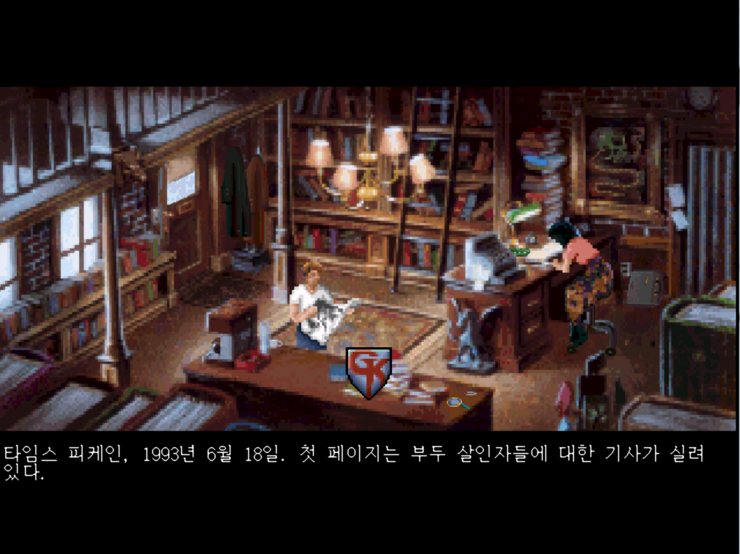 GK
타임스 피케인, 1993년 6월 18일. 첫 페이지는 부두 살인자들에 대한 기사가 실려
있다.